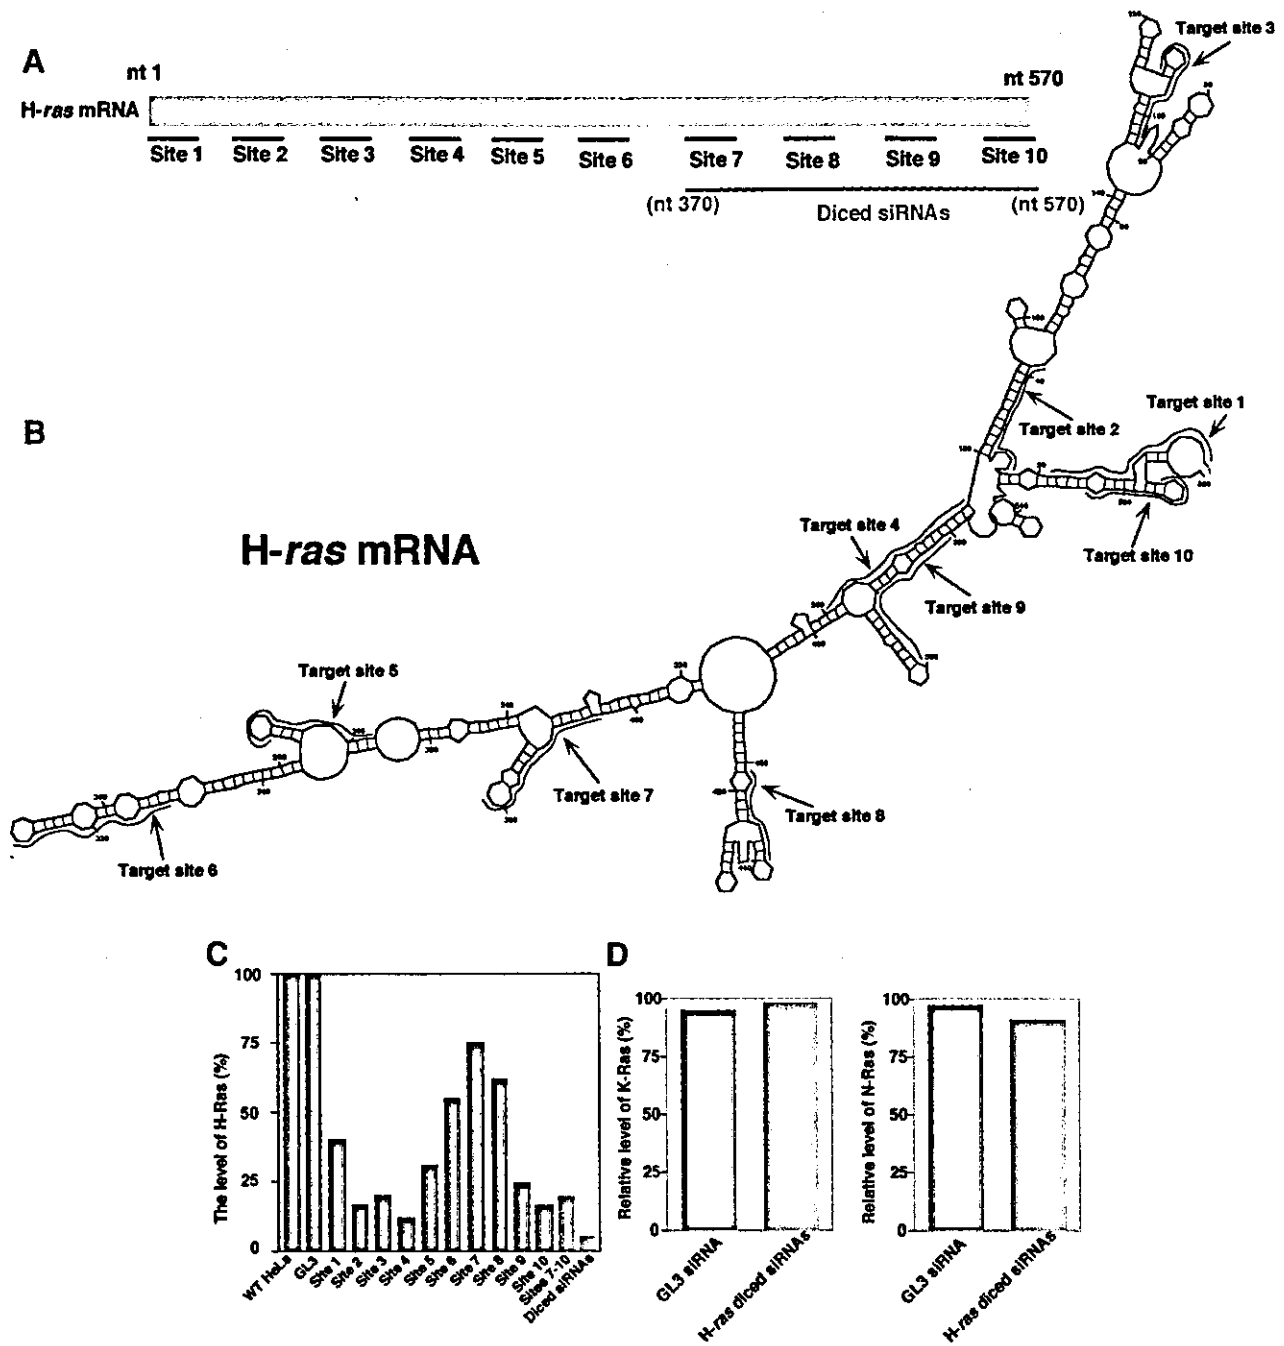 A
nt 1
nt 570
H-ras mRNA
Site 1 Site 2 Site 3 Site 4 Site 5 Site 6 Site 7 Site 8 Site 9 Site 10
(nt 370) Diced siRNAs (nt 570)
Target site 3
B
H-ras mRNA
Target site 1
Target site 2
Target site 10
Target site 4
Target site 9
Target site 5
Target site 7
Target site 8
Target site 6
C
The level of H-Ras (%)
100
75
50
25
0
WT HeLa
GL3
Site 1
Site 2
Site 3
Site 4
Site 5
Site 6
Site 7
Site 8
Site 9
Site 10
Sites 7-10
Diced siRNAs
D
Relative level of K-Ras (%)
100
75
50
25
0
GL3 siRNA
H-ras diced siRNAs
Relative level of N-Ras (%)
100
75
50
25
0
GL3 siRNA
H-ras diced siRNAs